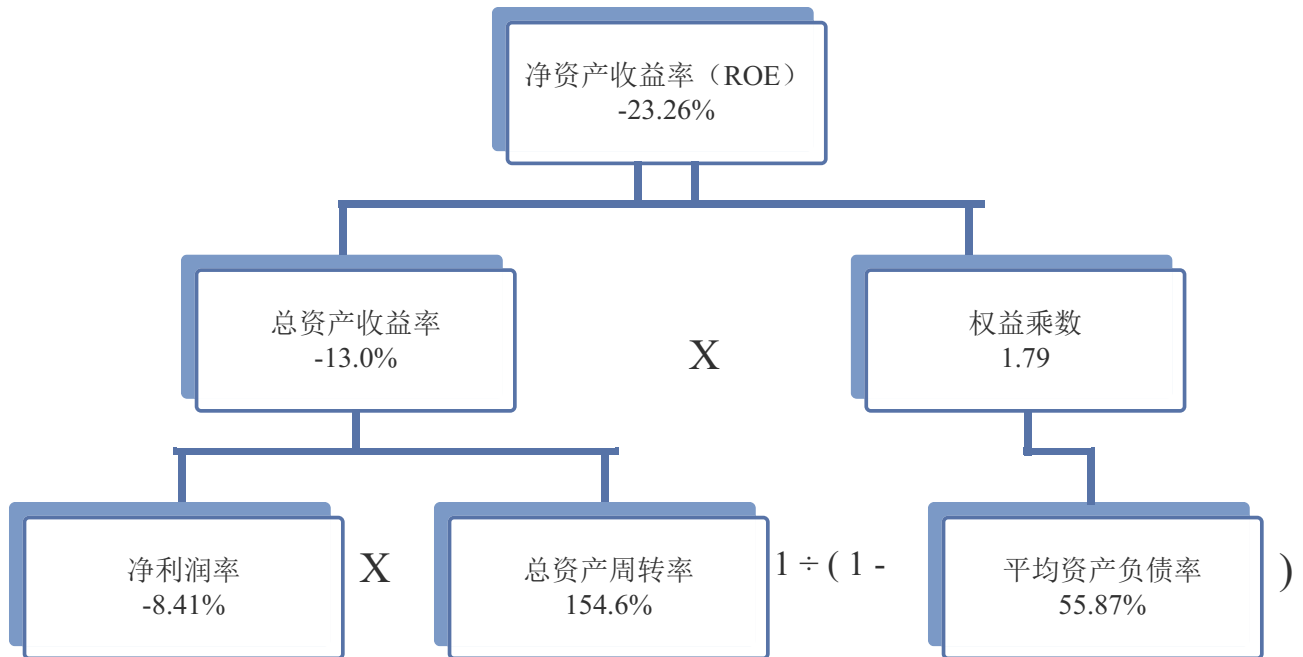 净资产收益率（ROE）
-23.26%
总资产收益率
-13.0%
X
权益乘数
1.79
净利润率
-8.41%
X
总资产周转率
154.6%
1 ÷ ( 1 -
平均资产负债率
55.87%
)